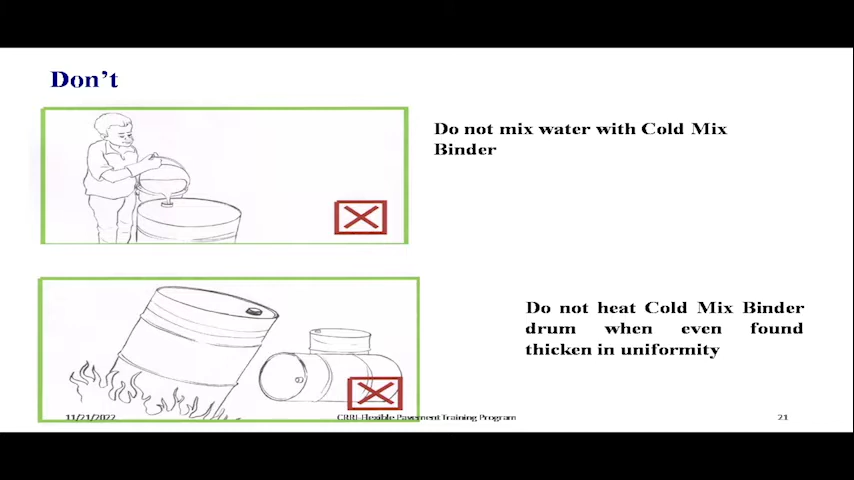 Don't
Do not mix water with Cold Mix
Binder
Do not heat Cold Mix Binder
drum when even found
thicken in uniformity
11/21/2022
CRRI-Flexible Pavement Training Program
21